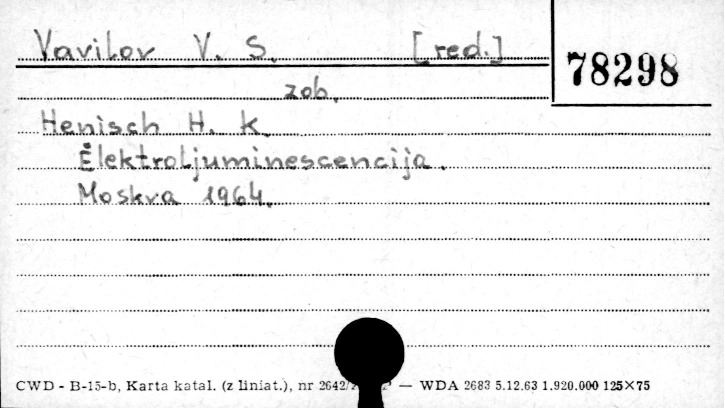 Vavilov V. S. [red.]
78298
zob.
Henisch H. K.
Ėlektroljuminescencija.
Moskva 1964.
CWD - B-15-b, Karta katal. (z liniat.), nr 2642/ — WDA 2683 5.12.63 1.920.000 125×75